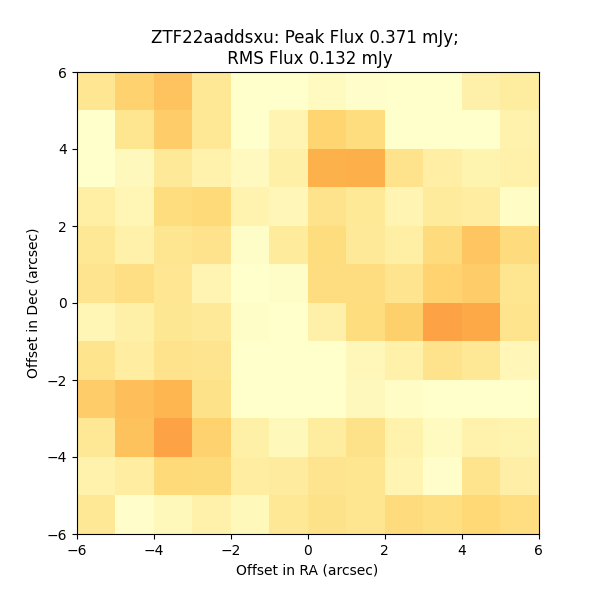 ZTF22aaddsxu: Peak Flux 0.371 mJy;
RMS Flux 0.132 mJy
6
4
2
0
−2
−4
−6
Offset in Dec (arcsec)
−6 −4 −2 0 2 4 6
Offset in RA (arcsec)